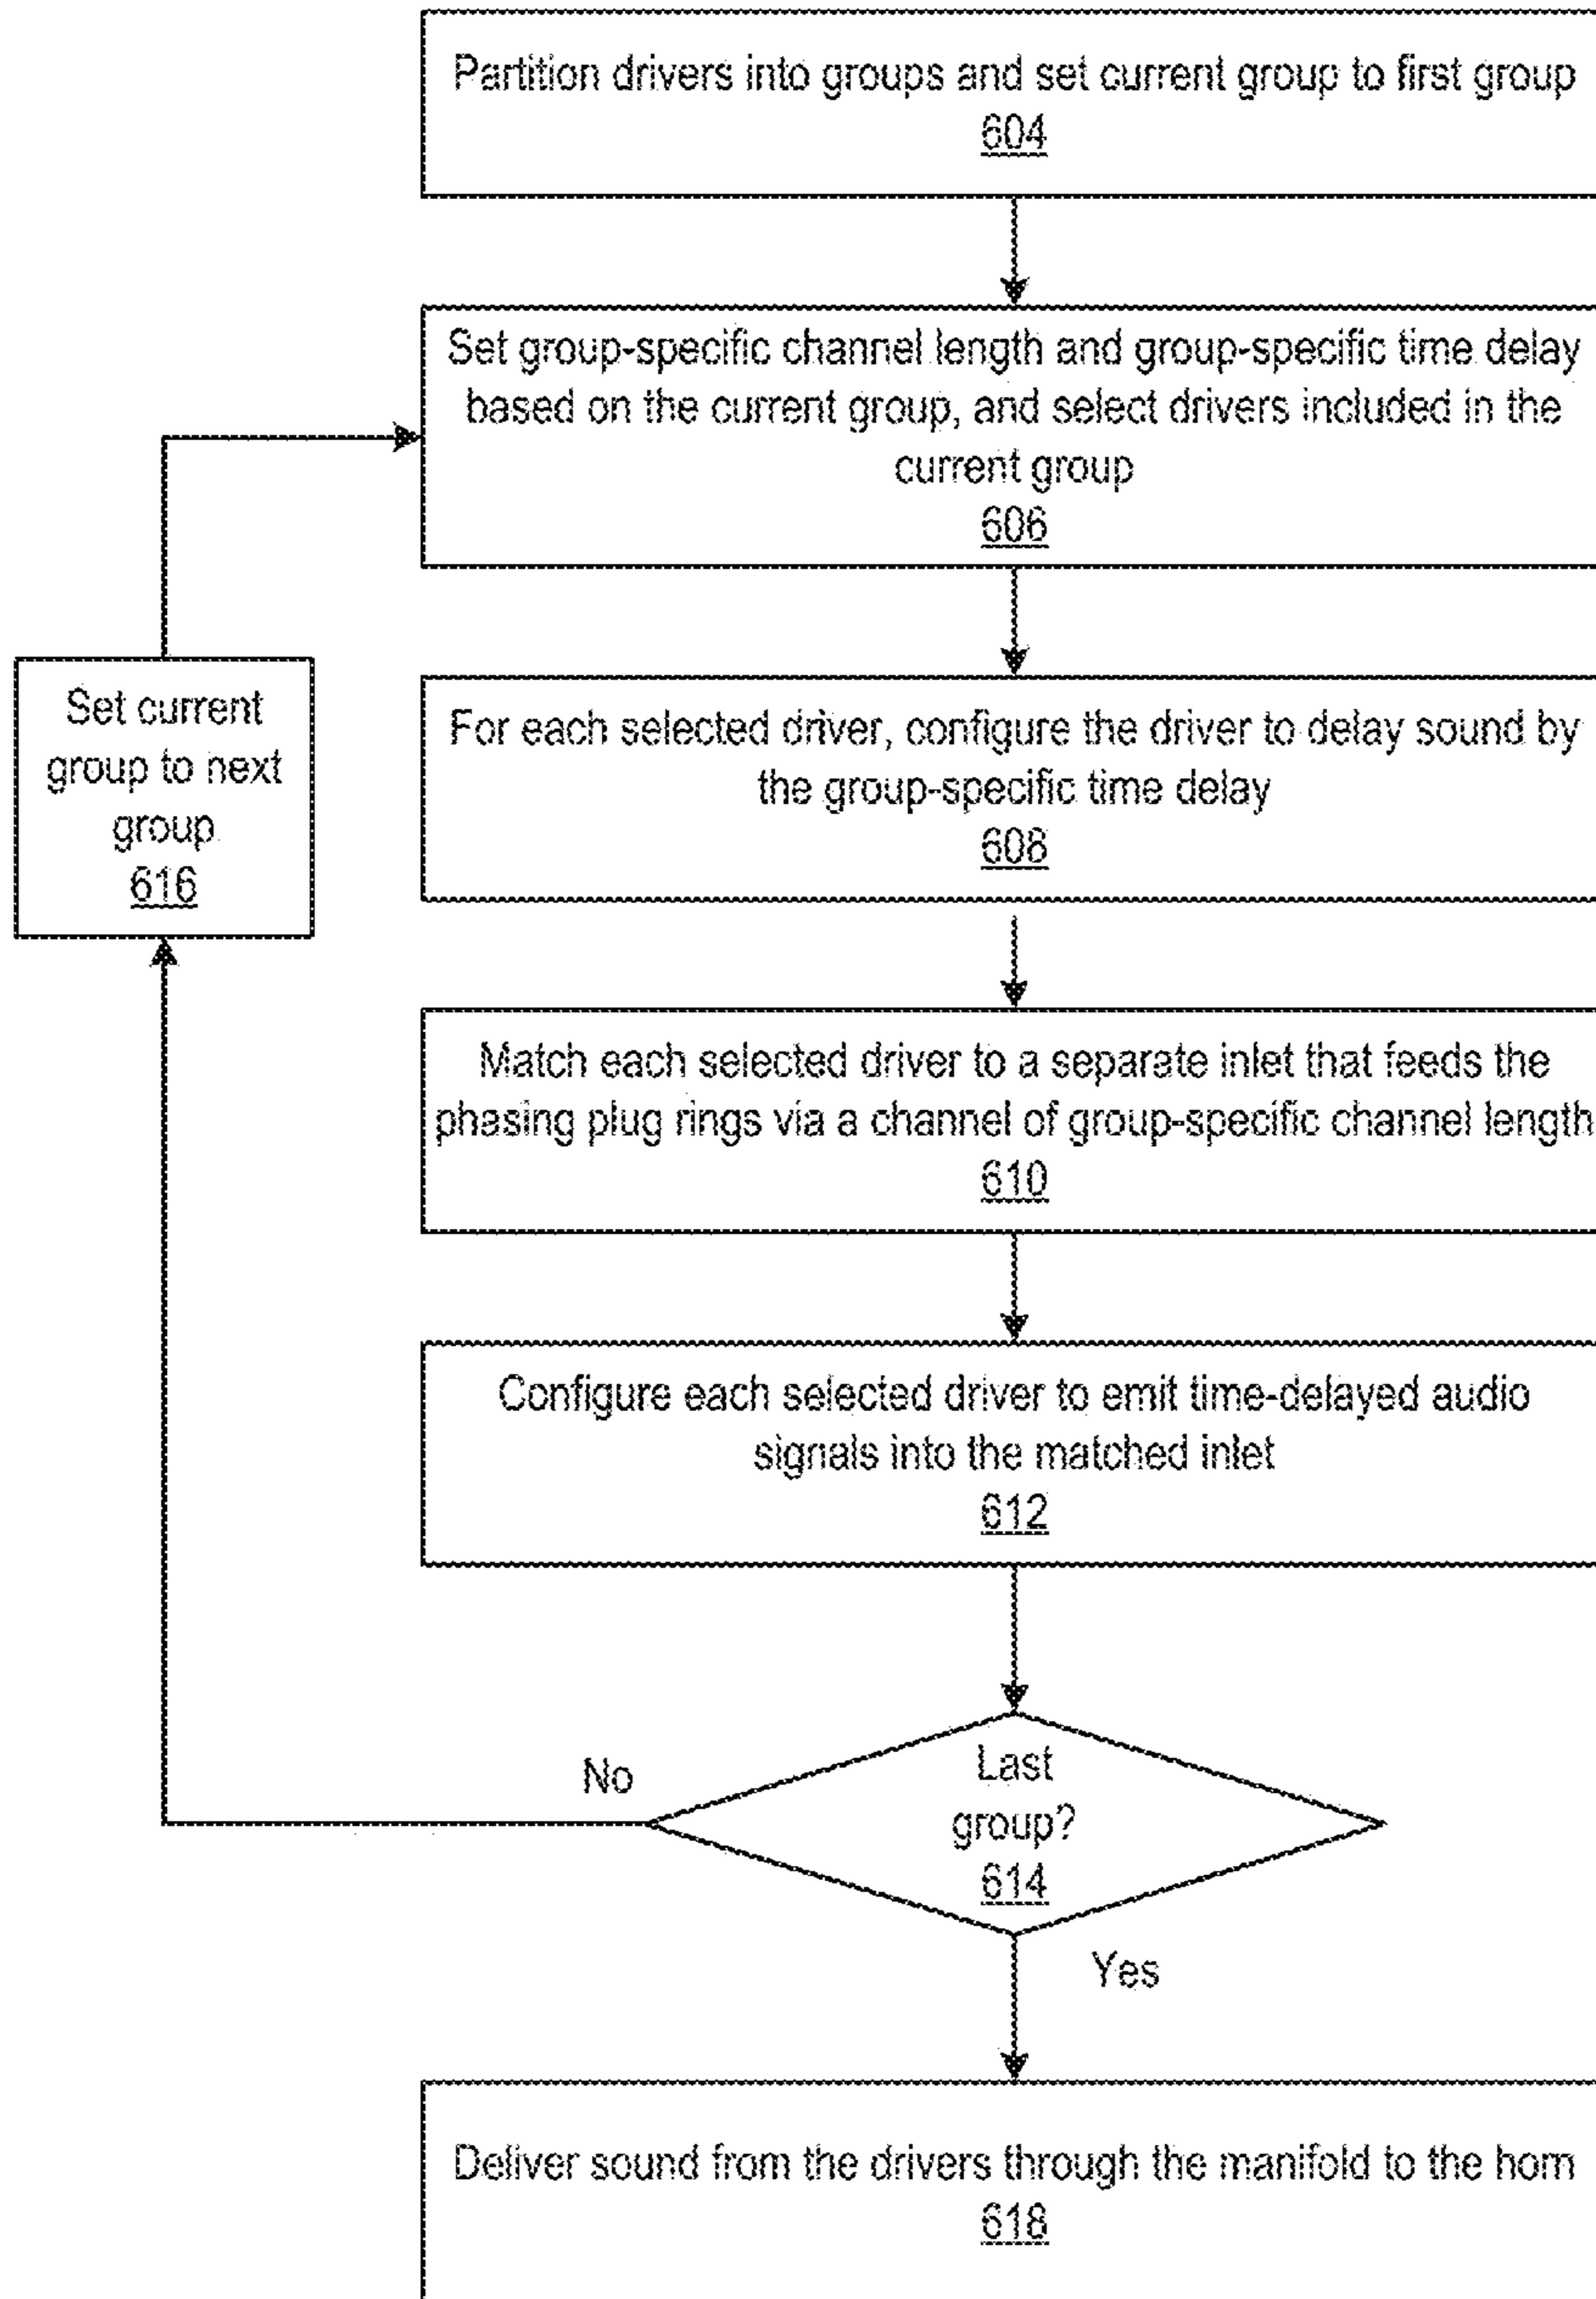 Partition drivers into groups and set current group to first group
604
Set group-specific channel length and group-specific time delay
based on the current group, and select drivers included in the
current group
606
Set current
group to next
group
616
For each selected driver, configure the driver to delay sound by
the group-specific time delay
608
Match each selected driver to a separate inlet that feeds the
phasing plug rings via a channel of group-specific channel length
610
Configure each selected driver to emit time-delayed audio
signals into the matched inlet
612
Last
group?
614
No
Yes
Deliver sound from the drivers through the manifold to the horn
618